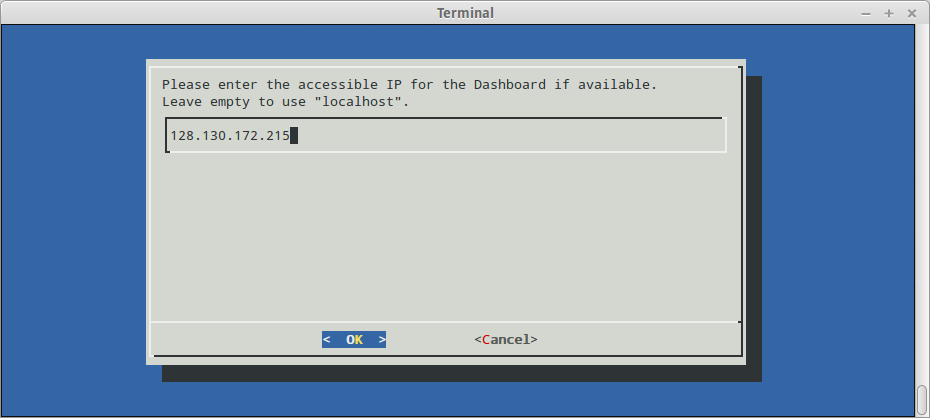 Terminal
Please enter the accessible IP for the Dashboard if available.
Leave empty to use "localhost".
128.130.172.215
<  OK  > <Cancel>